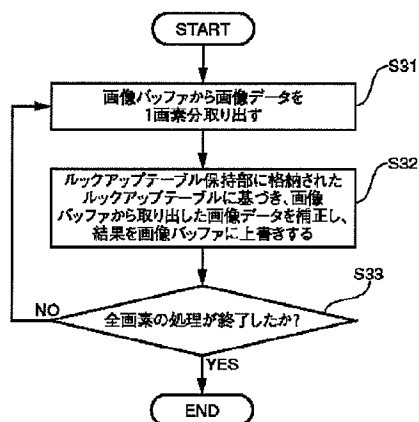 START
S31
画像バッファから画像データを
1画素分取り出す
S32
ルックアップテーブル保持部に格納された
ルックアップテーブルに基づき、画像
バッファから取り出した画像データを補正し、
結果を画像バッファに上書きする
S33
全画素の処理が終了したか?
NO
YES
END